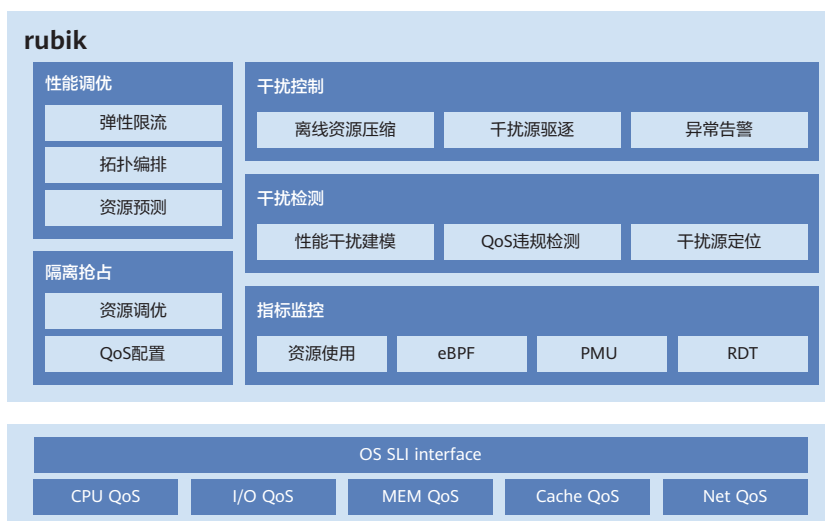 rubik
性能调优
弹性限流
拓扑编排
资源预测
隔离抢占
资源调优
QoS配置
干扰控制
离线资源压缩 干扰源驱逐 异常告警
干扰检测
性能干扰建模 QoS违规检测 干扰源定位
指标监控
资源使用 eBPF PMU RDT
OS SLI interface
CPU QoS I/O QoS MEM QoS Cache QoS Net QoS